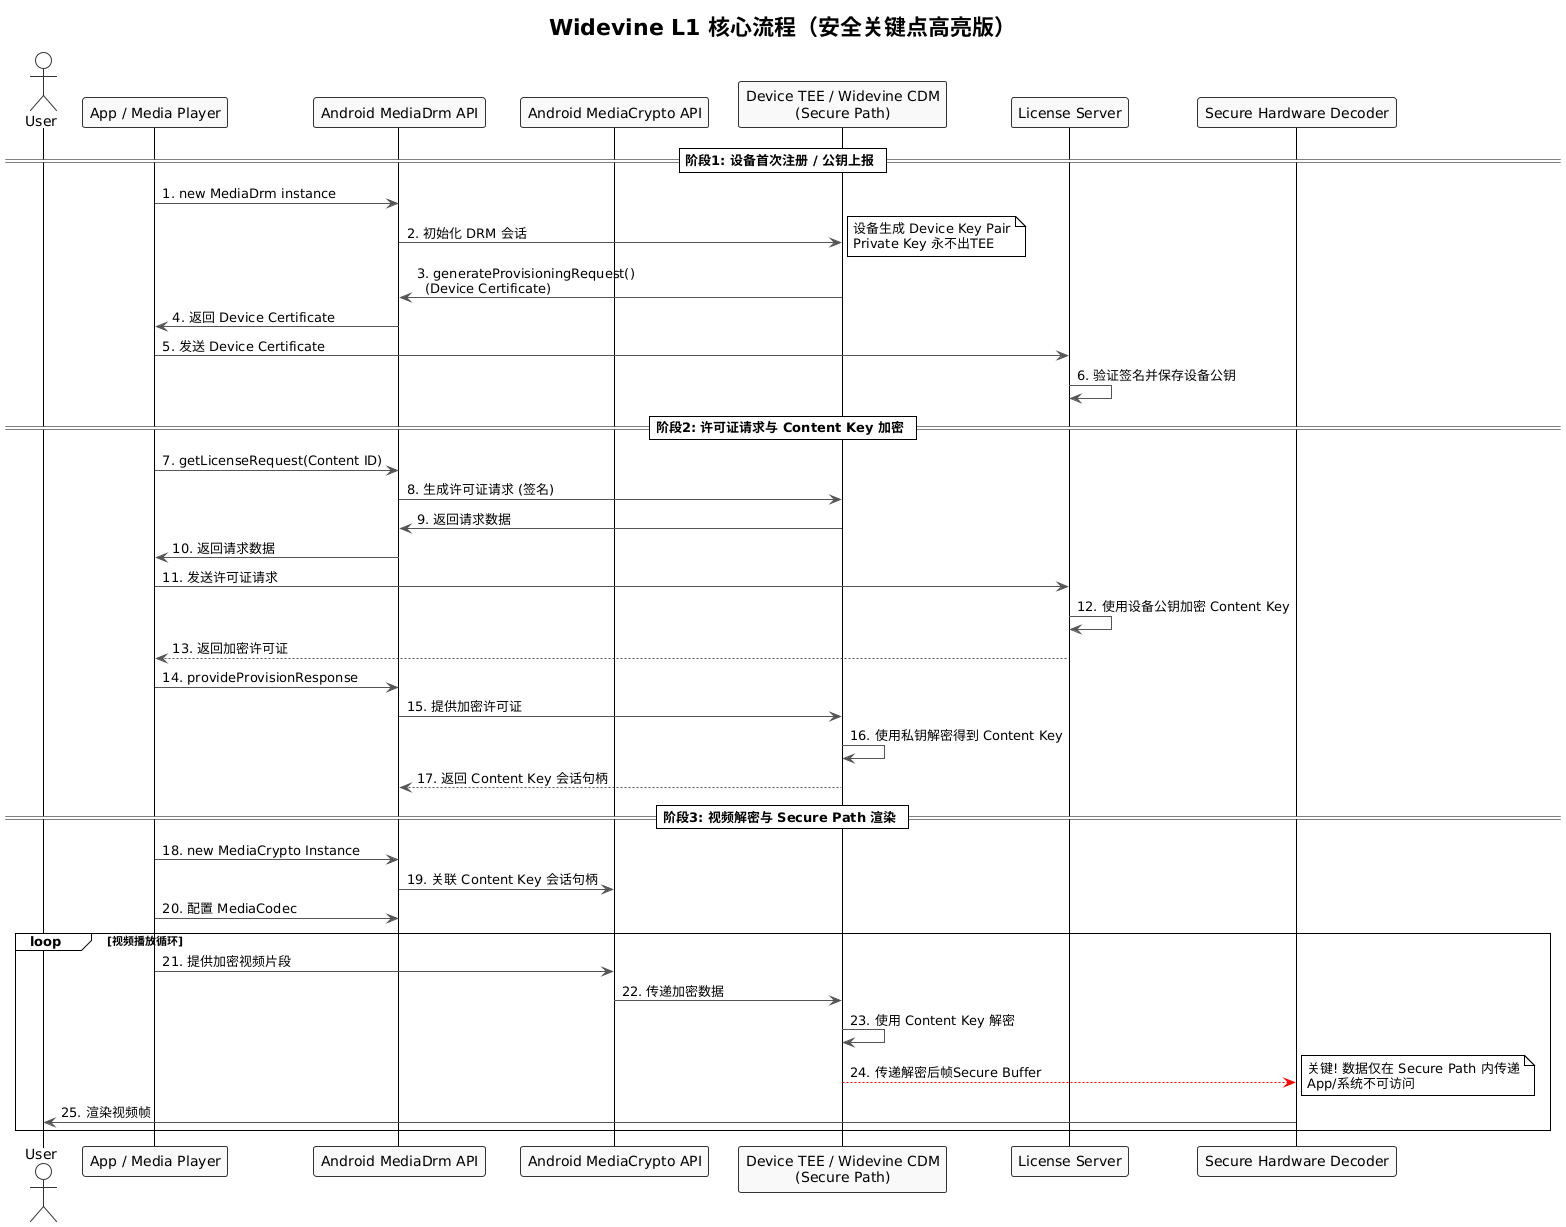 Widevine L1 核心流程（安全关键点高亮版）
User
App / Media Player
Android MediaDrm API
Android MediaCrypto API
Device TEE / Widevine CDM
(Secure Path)
License Server
Secure Hardware Decoder
阶段1: 设备首次注册 / 公钥上报
1. new MediaDrm instance
2. 初始化 DRM 会话
设备生成 Device Key Pair
Private Key 永不出TEE
3. generateProvisioningRequest()
(Device Certificate)
4. 返回 Device Certificate
5. 发送 Device Certificate
6. 验证签名并保存设备公钥
阶段2: 许可证请求与 Content Key 加密
7. getLicenseRequest(Content ID)
8. 生成许可证请求 (签名)
9. 返回请求数据
10. 返回请求数据
11. 发送许可证请求
12. 使用设备公钥加密 Content Key
13. 返回加密许可证
14. provideProvisionResponse
15. 提供加密许可证
16. 使用私钥解密得到 Content Key
17. 返回 Content Key 会话句柄
阶段3: 视频解密与 Secure Path 渲染
18. new MediaCrypto Instance
19. 关联 Content Key 会话句柄
20. 配置 MediaCodec
loop
[视频播放循环]
21. 提供加密视频片段
22. 传递加密数据
23. 使用 Content Key 解密
24. 传递解密后帧Secure Buffer
关键! 数据仅在 Secure Path 内传递
App/系统不可访问
25. 渲染视频帧
User
App / Media Player
Android MediaDrm API
Android MediaCrypto API
Device TEE / Widevine CDM
(Secure Path)
License Server
Secure Hardware Decoder